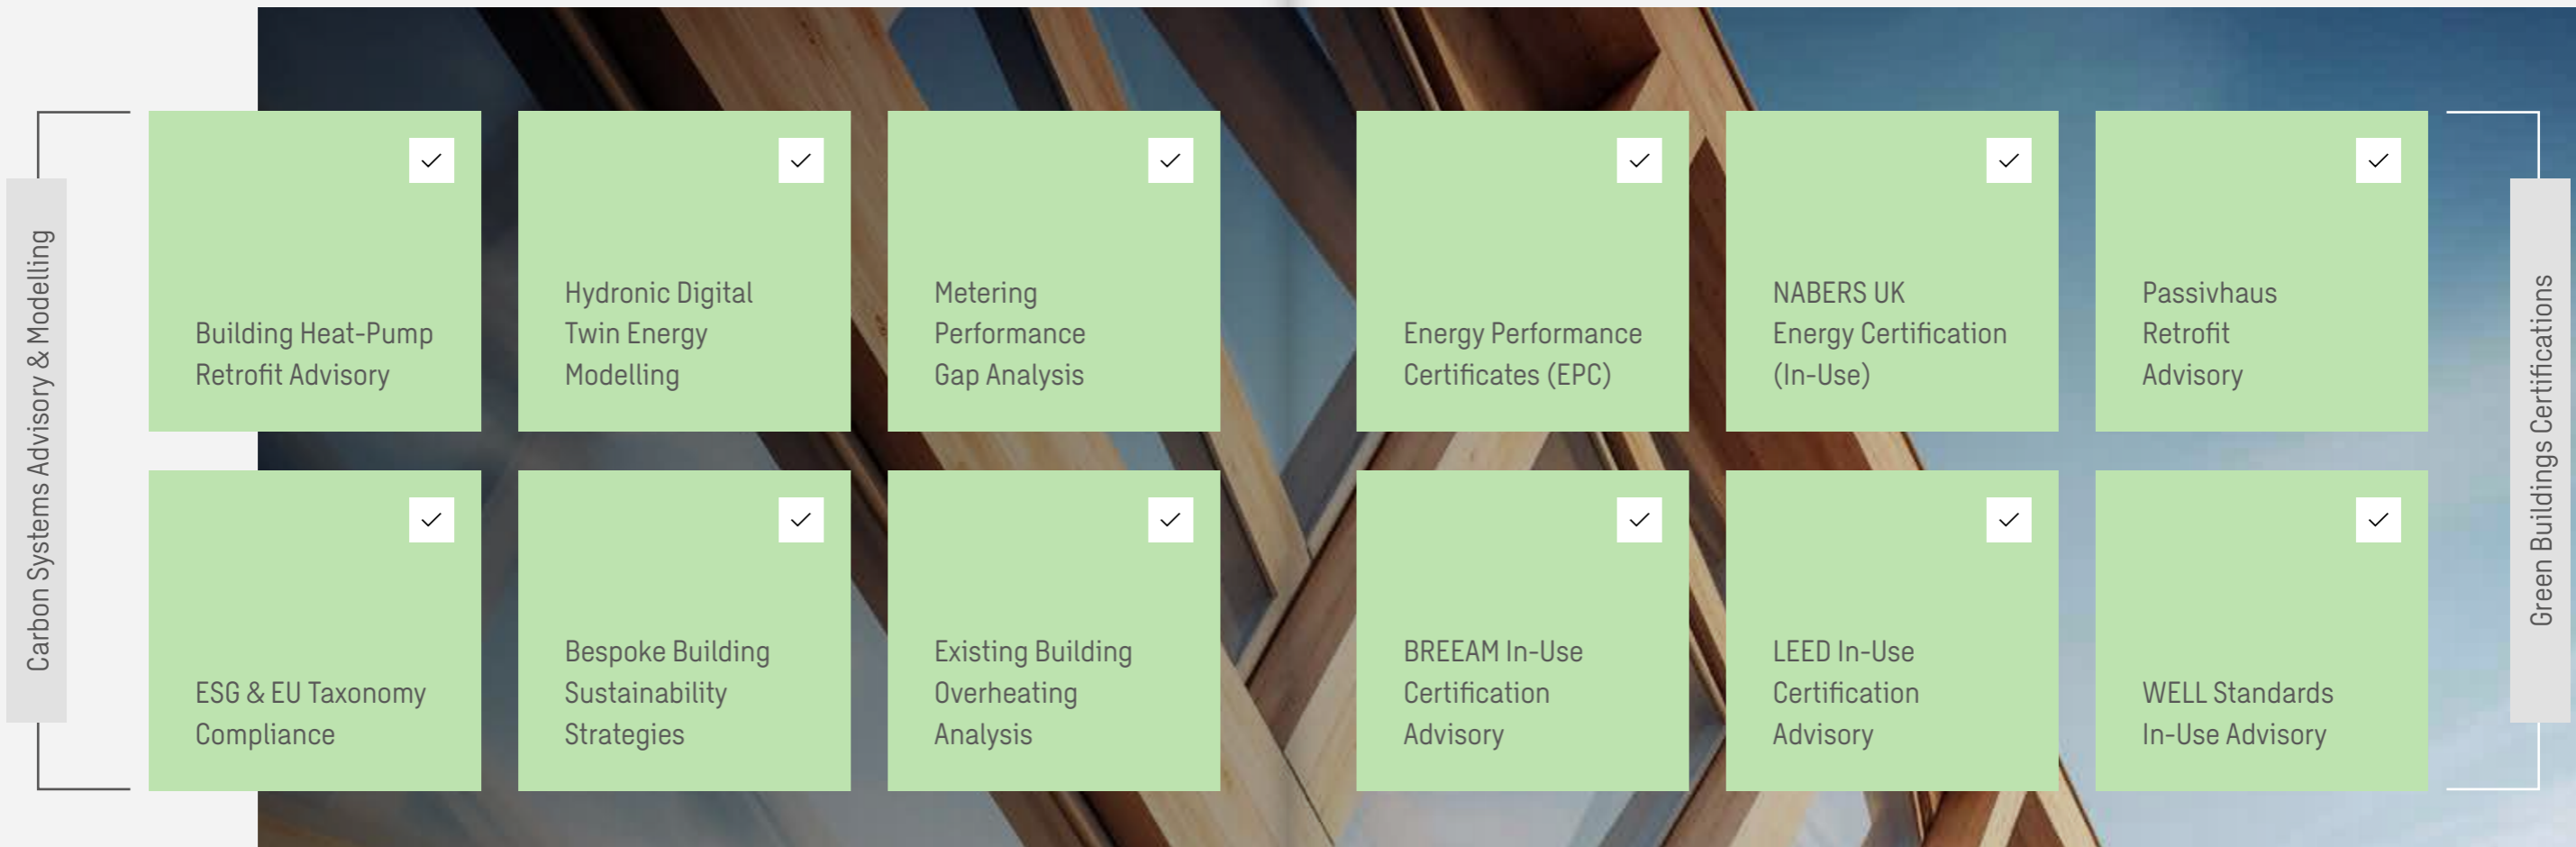 Carbon Systems Advisory & Modelling
Building Heat-Pump
Retrofit Advisory
Hydronic Digital
Twin Energy
Modelling
Metering
Performance
Gap Analysis
Energy Performance
Certificates (EPC)
NABERS UK
Energy Certification
(In-Use)
Passivhaus
Retrofit
Advisory
ESG & EU Taxonomy
Compliance
Bespoke Building
Sustainability
Strategies
Existing Building
Overheating
Analysis
BREEAM In-Use
Certification
Advisory
LEED In-Use
Certification
Advisory
WELL Standards
In-Use Advisory
Green Buildings Certifications